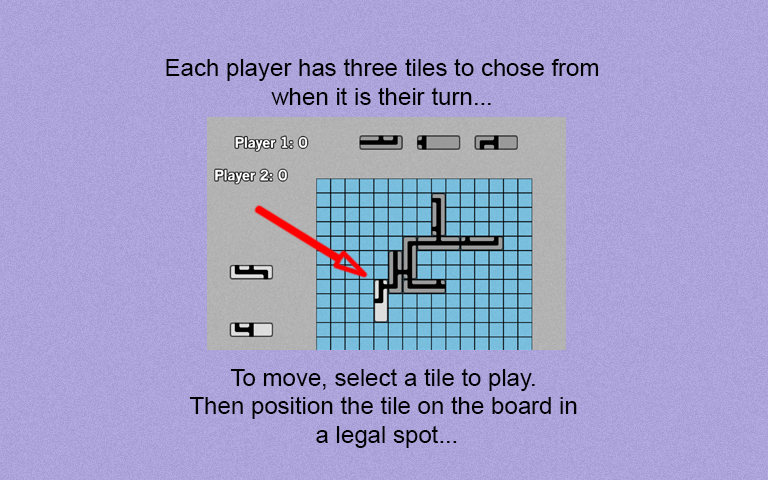 Each player has three tiles to chose from
when it is their turn...
Player 1: 0
Player 2: 0
To move, select a tile to play.
Then position the tile on the board in
a legal spot...